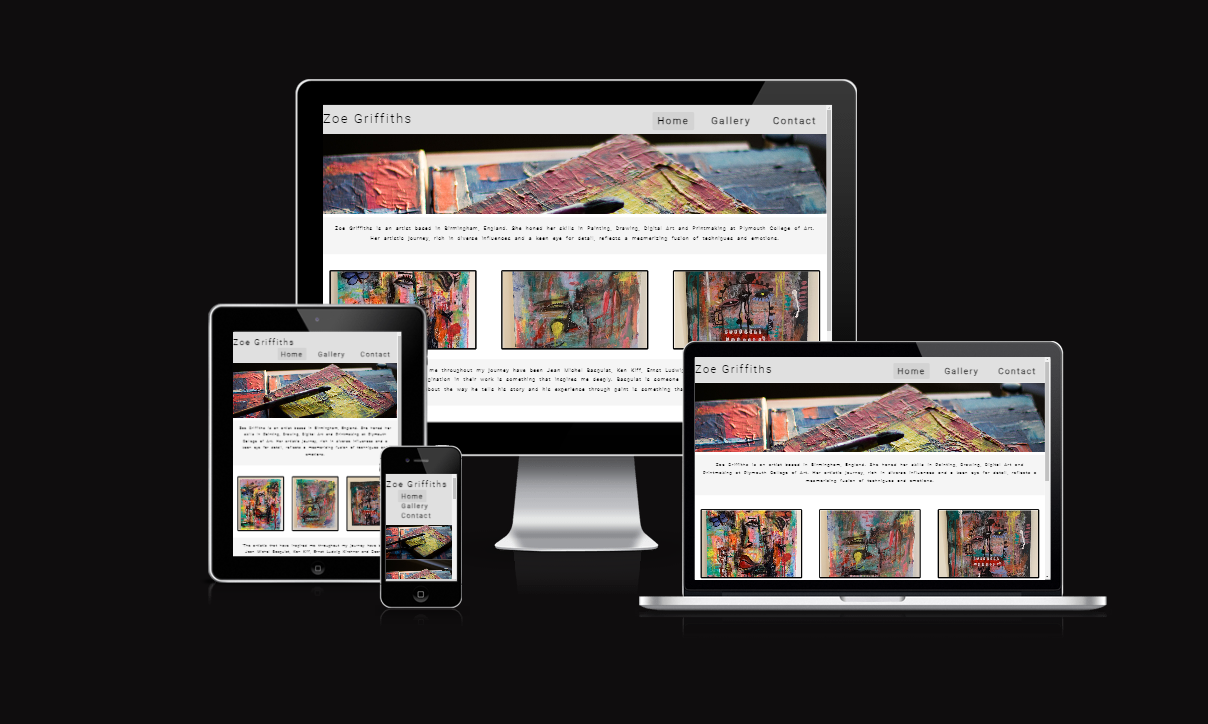 Zoe Griffiths
Home Gallery Contact
Zoe Griffiths is an artist based in Birmingham, England. She honed her skills in Painting, Drawing, Digital Art and Printmaking at Plymouth College of Art.
Her artistic journey, rich in diverse influences and a keen eye for detail, reflects a mesmerizing fusion of techniques and emotions.
me throughout my journey have been Jean Michel Basquiat, Ken Kiff, Ernst Ludwig
gination in their work is something that inspires me deeply. Basquiat is someone
out the way he tells his story and his experience through paint is something tha
Zoe Griffiths
Home Gallery Contact
Zoe Griffiths is an artist based in Birmingham, England. She honed her
skills in Painting, Drawing, Digital Art and Printmaking at Plymouth
College of Art. Her artistic journey, rich in diverse influences and a
keen eye for detail, reflects a mesmerizing fusion of techniques and
emotions.
The artists that have inspired me throughout my journey have
Jean Michel Basquiat, Ken Kiff, Ernst Ludwig Kirchner and
Zoe Griffiths
Home
Gallery
Contact
Zoe Griffiths
Home Gallery Contact
Zoe Griffiths is an artist based in Birmingham, England. She honed her skills in Painting, Drawing, Digital Art and
Printmaking at Plymouth College of Art. Her artistic journey, rich in diverse influences and a keen eye for detail, reflects a
mesmerizing fusion of techniques and emotions.